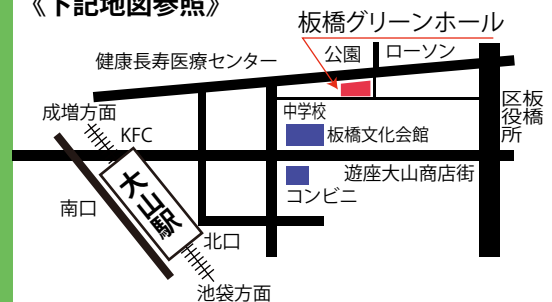 《下記地図参照》
板橋グリーンホール
健康長寿医療センター
公園
ローソン
成増方面
KFC
中学校
板橋文化会館
板橋
区役所
大山駅
遊座大山商店街
コンビニ
南口
北口
池袋方面